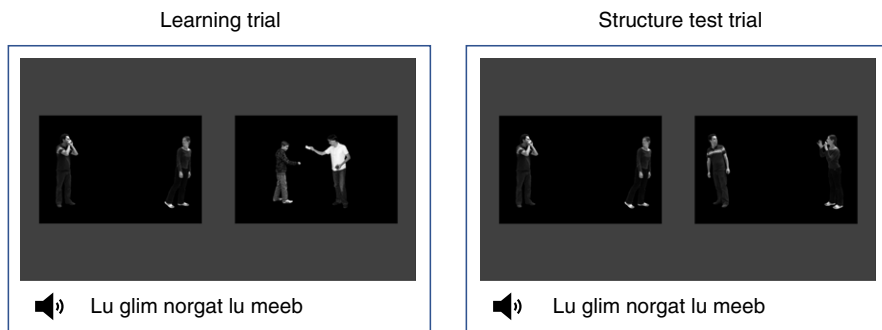 Learning trial
Structure test trial
Lu glim norgat lu meeb
Lu glim norgat lu meeb